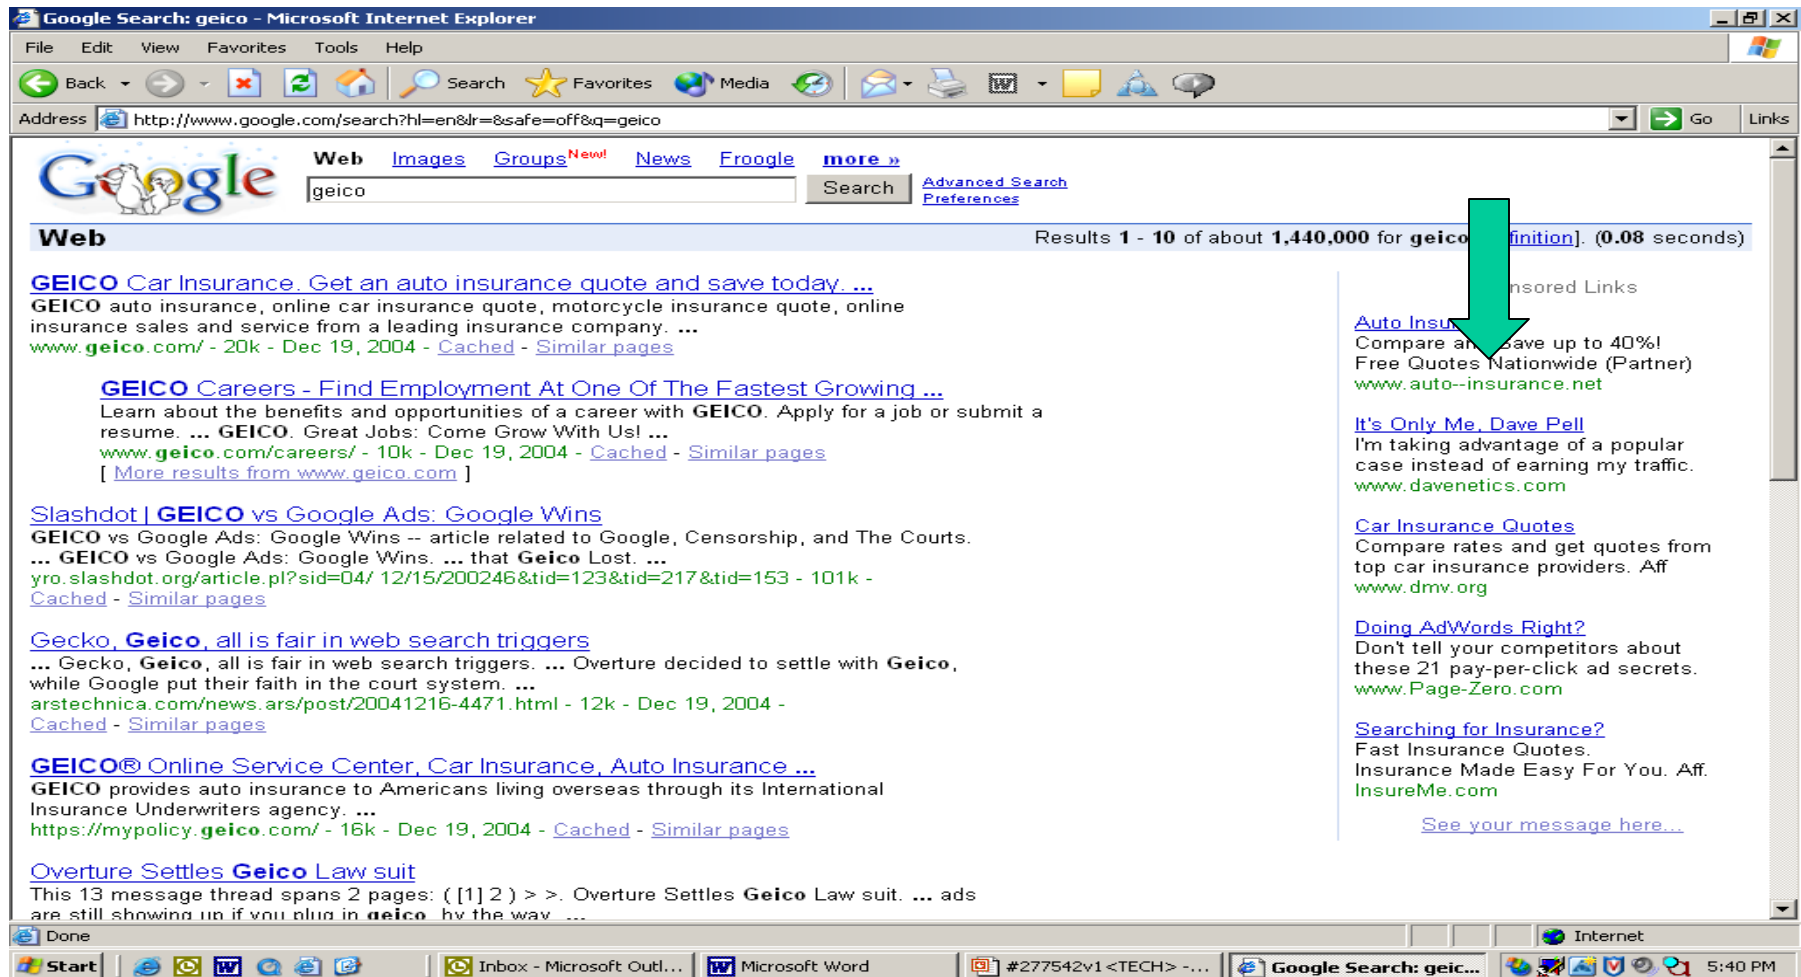 Google Search: geico - Microsoft Internet Explorer
File Edit View Favorites Tools Help
Back Search Favorites Media
Address http://www.google.com/search?hl=en&lr=&safe=off&q=geico Go Links
Google
Web Images Groups New! News Froogle more »
geico Search Advanced Search
Preferences
Web Results 1 - 10 of about 1,440,000 for geico finition]. (0.08 seconds)
GEICO Car Insurance. Get an auto insurance quote and save today. ...
GEICO auto insurance, online car insurance quote, motorcycle insurance quote, online
insurance sales and service from a leading insurance company. ...
www.geico.com/ - 20k - Dec 19, 2004 - Cached - Similar pages
GEICO Careers - Find Employment At One Of The Fastest Growing ...
Learn about the benefits and opportunities of a career with GEICO. Apply for a job or submit a
resume. ... GEICO. Great Jobs: Come Grow With Us! ...
www.geico.com/careers/ - 10k - Dec 19, 2004 - Cached - Similar pages
[ More results from www.geico.com ]
Slashdot | GEICO vs Google Ads: Google Wins
GEICO vs Google Ads: Google Wins -- article related to Google, Censorship, and The Courts.
... GEICO vs Google Ads: Google Wins. ... that Geico Lost. ...
yro.slashdot.org/article.pl?sid=04/ 12/15/200246&tid=123&tid=217&tid=153 - 101k -
Cached - Similar pages
Gecko, Geico, all is fair in web search triggers
... Gecko, Geico, all is fair in web search triggers. ... Overture decided to settle with Geico,
while Google put their faith in the court system. ...
arstechnica.com/news.ars/post/20041216-4471.html - 12k - Dec 19, 2004 -
Cached - Similar pages
GEICO® Online Service Center, Car Insurance, Auto Insurance ...
GEICO provides auto insurance to Americans living overseas through its International
Insurance Underwriters agency. ...
https://mypolicy.geico.com/ - 16k - Dec 19, 2004 - Cached - Similar pages
Overture Settles Geico Law suit
This 13 message thread spans 2 pages: ( [1] 2 ) > >. Overture Settles Geico Law suit. ... ads
are still showing up if you plug in geico, by the way. ...
nsored Links
Auto Insu
Compare and Save up to 40%!
Free Quotes Nationwide (Partner)
www.auto--insurance.net
It's Only Me, Dave Pell
I'm taking advantage of a popular
case instead of earning my traffic.
www.davenetics.com
Car Insurance Quotes
Compare rates and get quotes from
top car insurance providers. Aff
www.dmv.org
Doing AdWords Right?
Don't tell your competitors about
these 21 pay-per-click ad secrets.
www.Page-Zero.com
Searching for Insurance?
Fast Insurance Quotes.
Insurance Made Easy For You. Aff.
InsureMe.com
See your message here...
Done Internet
Start Inbox - Microsoft Outl... Microsoft Word #277542v1 <TECH> -... Google Search: geic... 5:40 PM